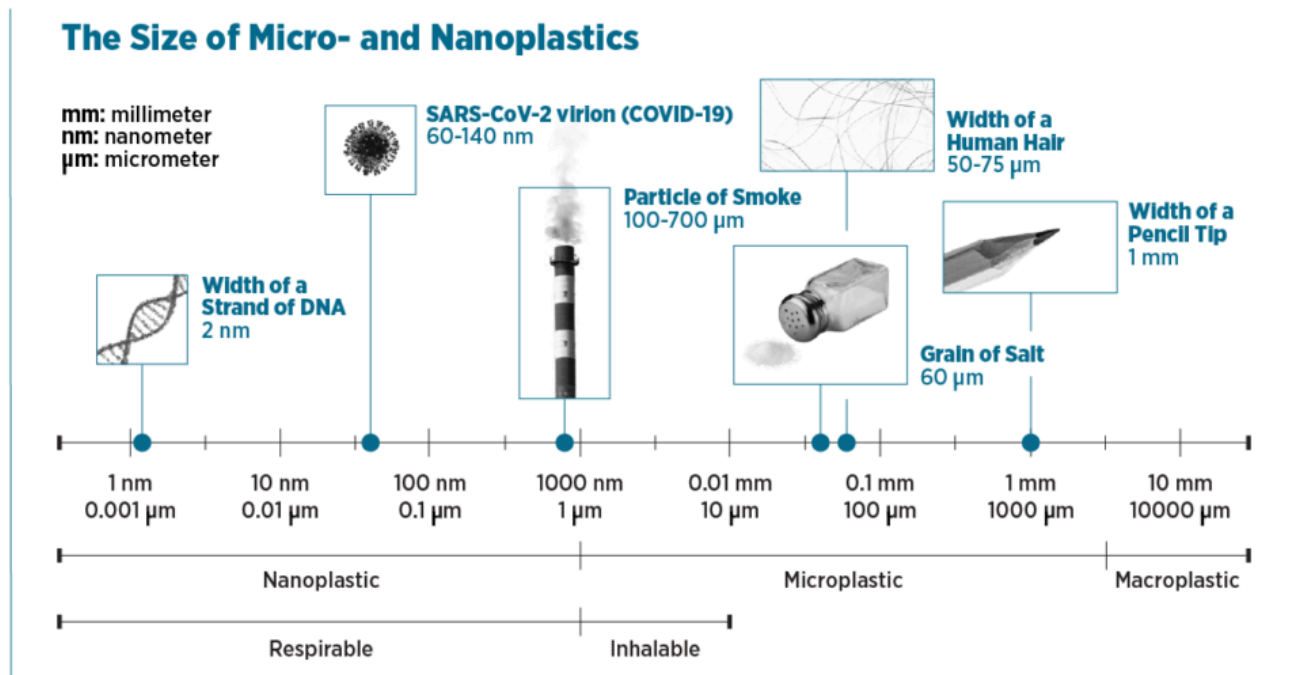 The Size of Micro- and Nanoplastics
mm: millimeter
nm: nanometer
µm: micrometer
SARS-CoV-2 virion (COVID-19)
60-140 nm
Width of a
Human Hair
50-75 µm
Particle of Smoke
100-700 µm
Width of a
Pencil Tip
1 mm
Width of a
Strand of DNA
2 nm
Grain of Salt
60 µm
1 nm 10 nm 100 nm 1000 nm 0.01 mm 0.1 mm 1 mm 10 mm
0.001 µm 0.01 µm 0.1 µm 1 µm 10 µm 100 µm 1000 µm 10000 µm
Nanoplastic Microplastic Macroplastic
Respirable Inhalable